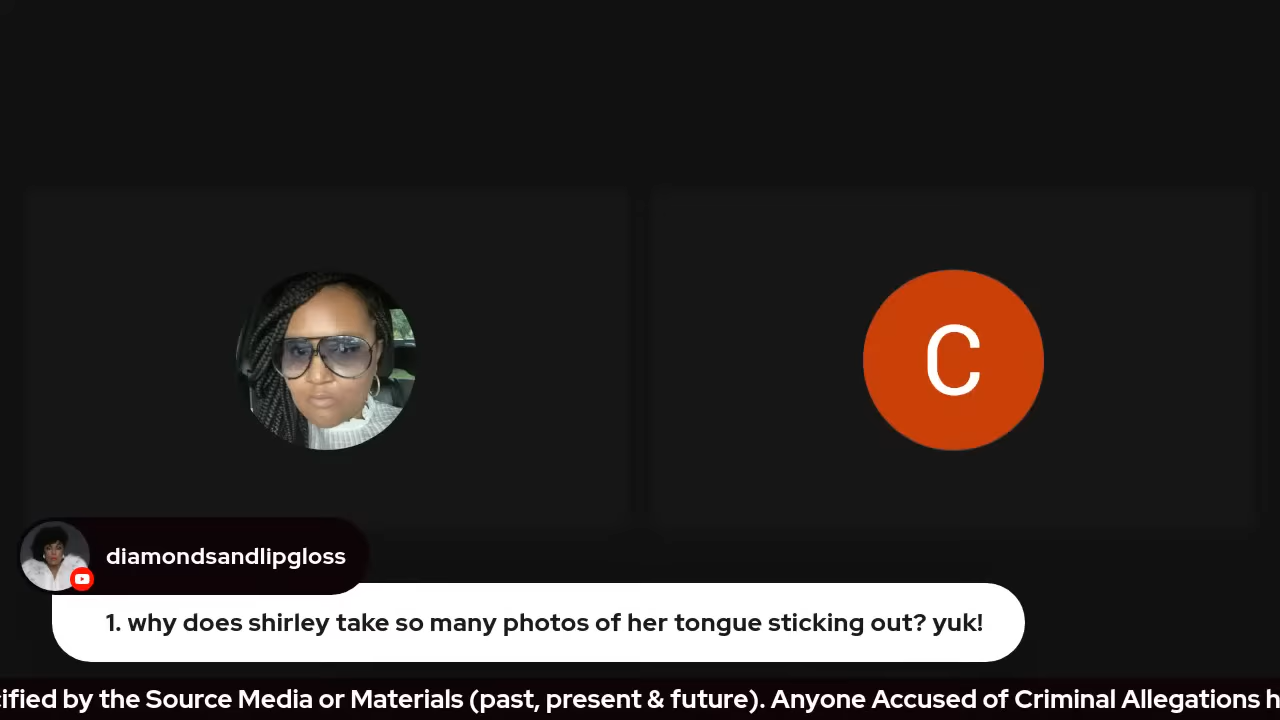 C
diamondsandlipgloss
1. why does shirley take so many photos of her tongue sticking out? yuk!
ified by the Source Media or Materials (past, present & future). Anyone Accused of Criminal Allegations h